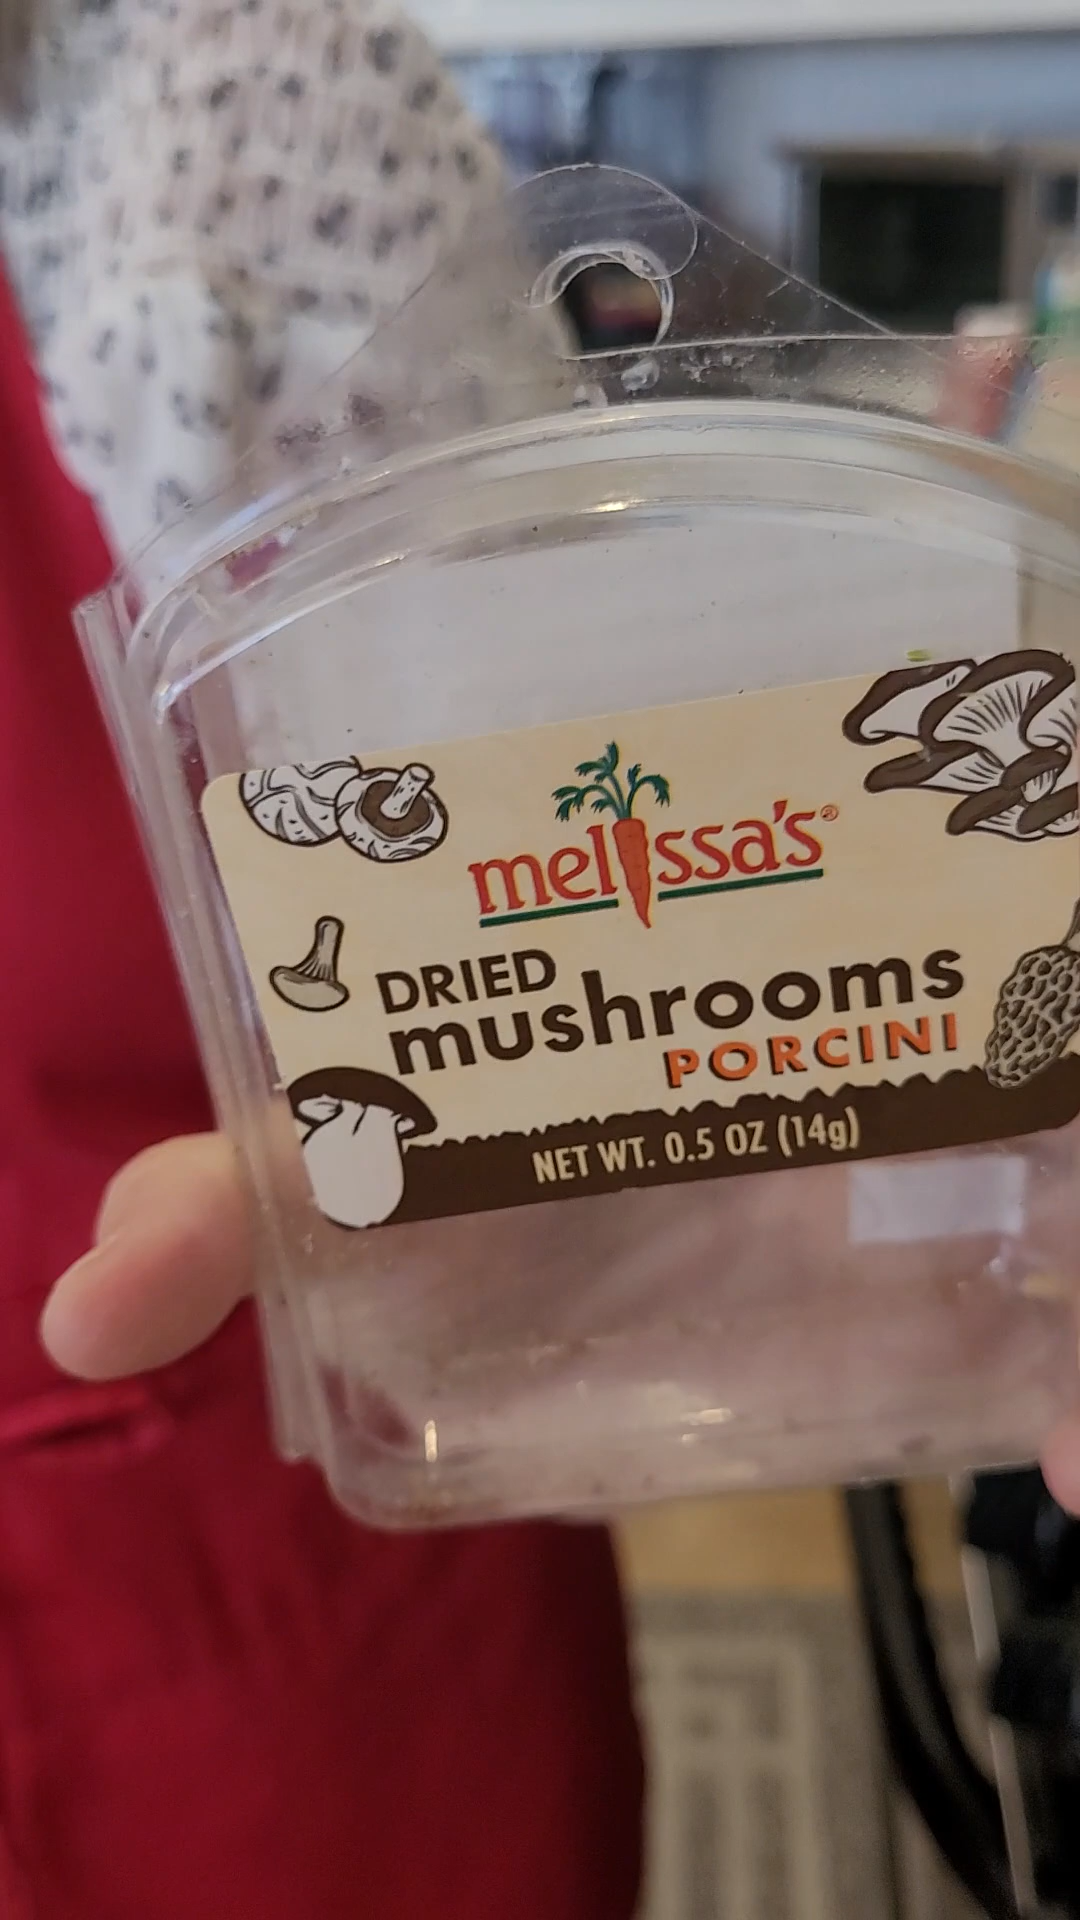 melissa's®
DRIED
mushrooms
PORCINI
NET WT. 0.5 OZ (14g)